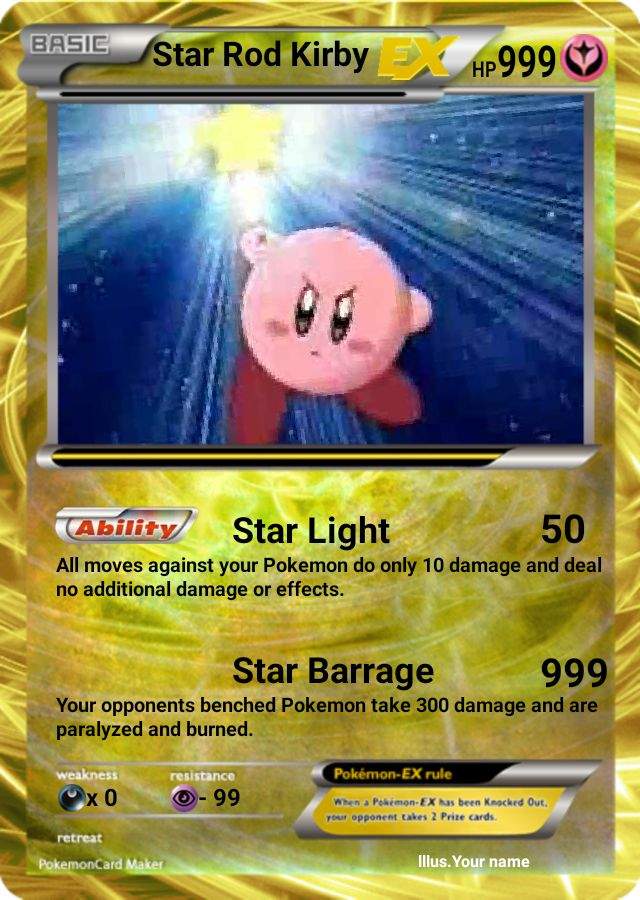 BASIC Star Rod Kirby EX HP999
Ability Star Light 50
All moves against your Pokemon do only 10 damage and deal
no additional damage or effects.
Star Barrage 999
Your opponents benched Pokemon take 300 damage and are
paralyzed and burned.
weakness resistance
x 0 - 99
Pokémon-EX rule
When a Pokémon-EX has been Knocked Out,
your opponent takes 2 Prize cards.
retreat
PokemonCard Maker Illus.Your name